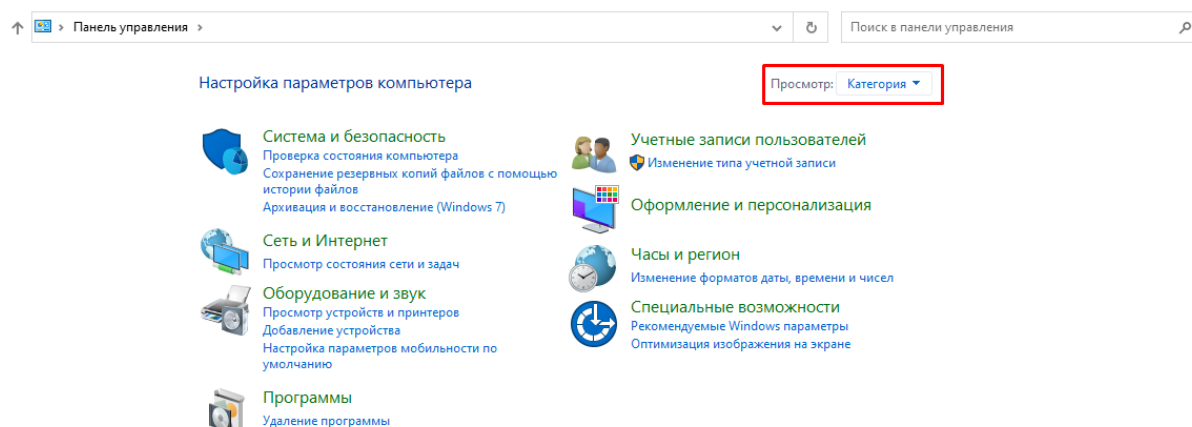 Панель управления
Поиск в панели управления
Настройка параметров компьютера
Просмотр: Категория
Система и безопасность
Проверка состояния компьютера
Сохранение резервных копий файлов с помощью
истории файлов
Архивация и восстановление (Windows 7)
Сеть и Интернет
Просмотр состояния сети и задач
Оборудование и звук
Просмотр устройств и принтеров
Добавление устройства
Настройка параметров мобильности по
умолчанию
Программы
Удаление программы
Учетные записи пользователей
Изменение типа учетной записи
Оформление и персонализация
Часы и регион
Изменение форматов даты, времени и чисел
Специальные возможности
Рекомендуемые Windows параметры
Оптимизация изображения на экране